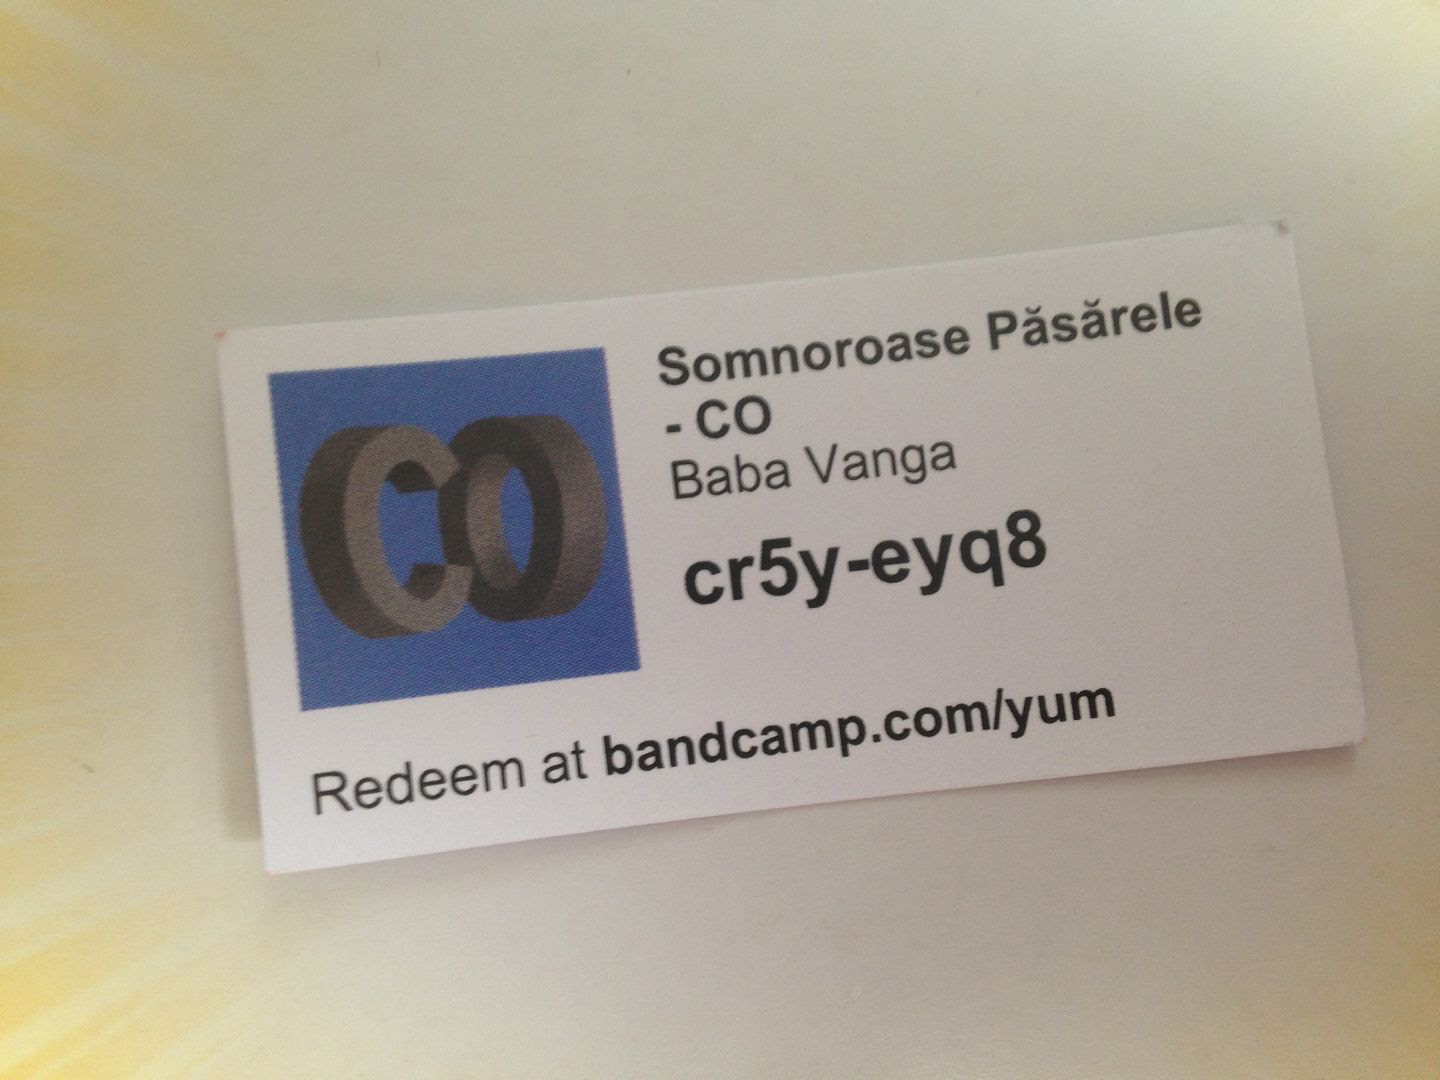 CO
Somnoroase Păsărele
- CO
Baba Vanga
cr5y-eyq8
Redeem at bandcamp.com/yum